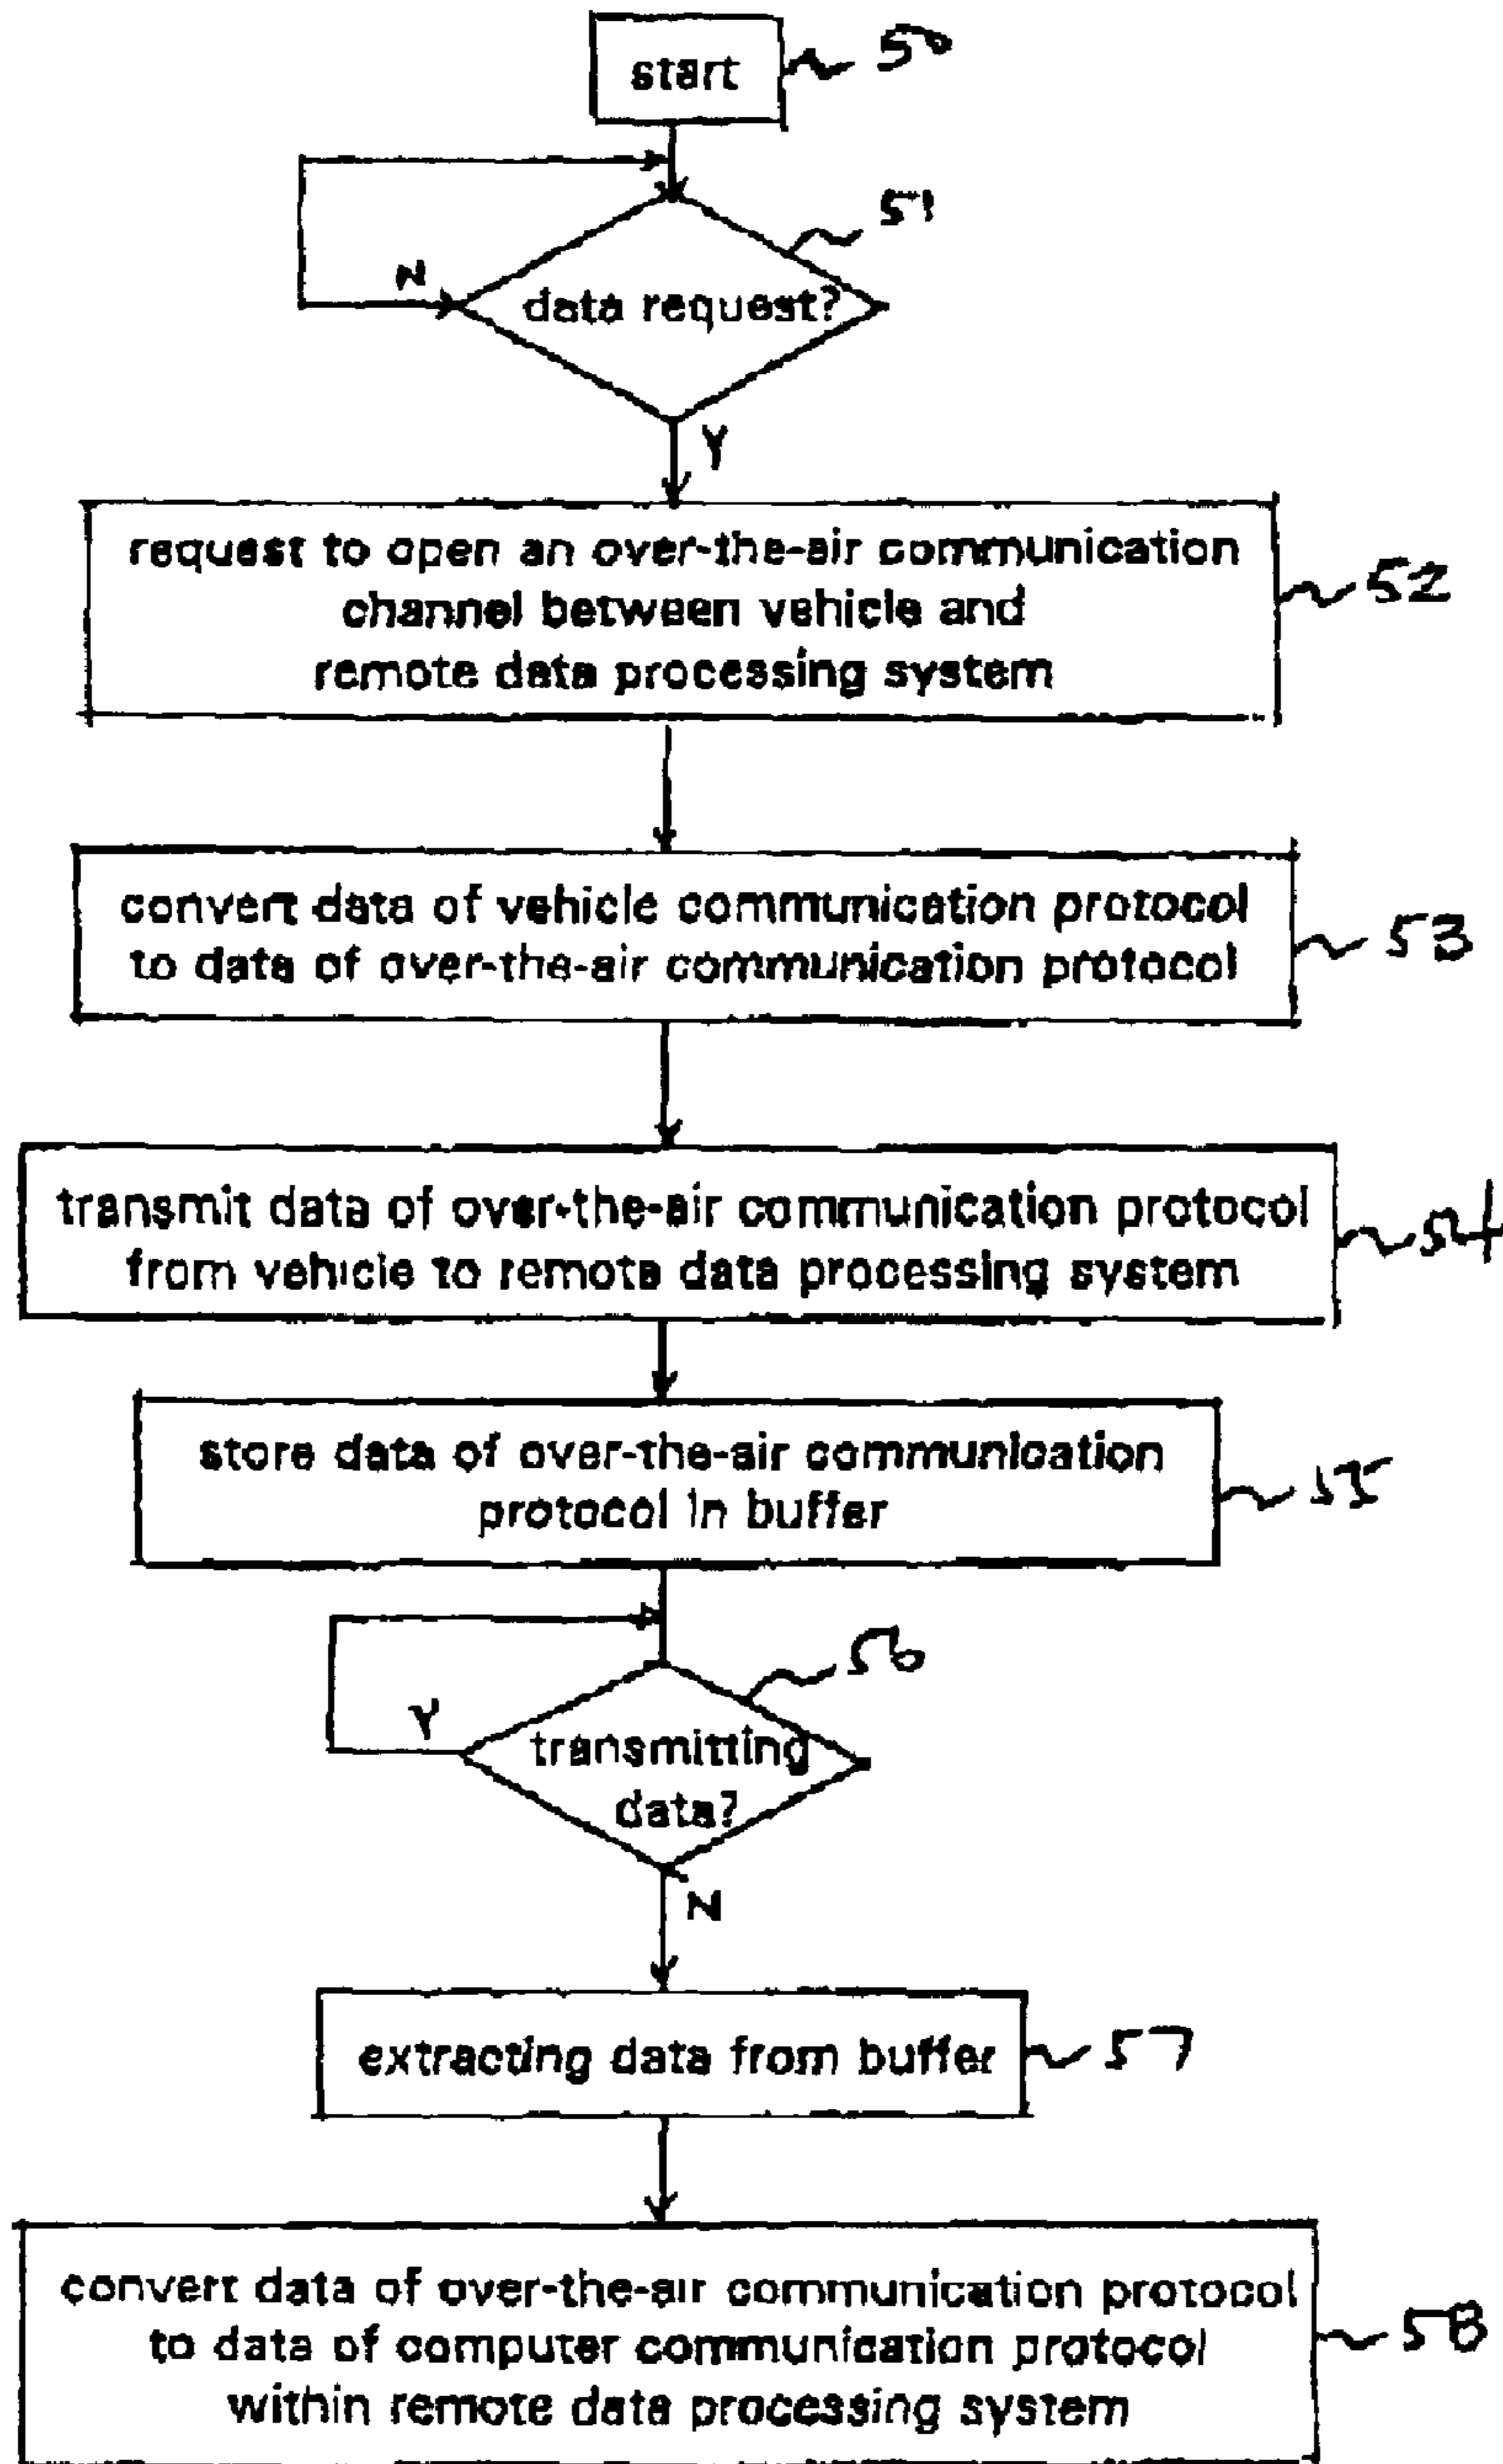 start
50
51
N
data request?
Y
request to open an over-the-air communication
channel between vehicle and
remote data processing system
52
convert data of vehicle communication protocol
to data of over-the-air communication protocol
53
transmit data of over-the-air communication protocol
from vehicle to remote data processing system
54
store data of over-the-air communication
protocol in buffer
55
56
Y
transmitting
data?
N
extracting data from buffer
57
convert data of over-the-air communication protocol
to data of computer communication protocol
within remote data processing system
58